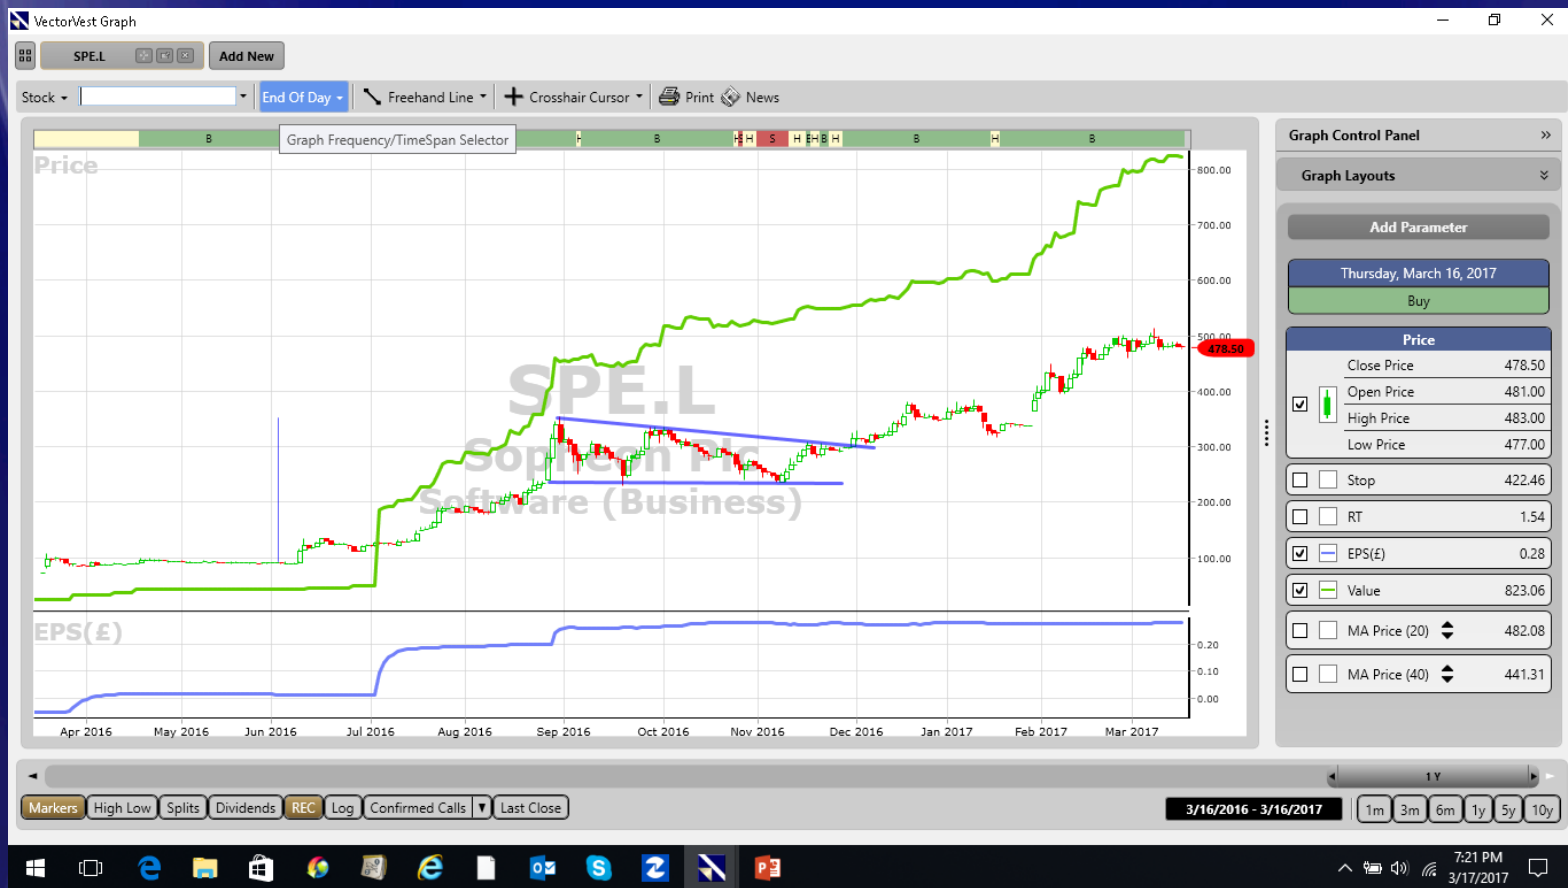 VectorVest Graph
SPE.L Add New
Stock End Of Day Freehand Line Crosshair Cursor Print News
Graph Frequency/TimeSpan Selector
B H B H S H S H E H B H B H B
Price
800.00
700.00
600.00
500.00
478.50
400.00
300.00
200.00
100.00
SPE.L
Sopheon Plc
Software (Business)
EPS(£)
0.20
0.10
0.00
Apr 2016 May 2016 Jun 2016 Jul 2016 Aug 2016 Sep 2016 Oct 2016 Nov 2016 Dec 2016 Jan 2017 Feb 2017 Mar 2017
Graph Control Panel
Graph Layouts
Add Parameter
Thursday, March 16, 2017
Buy
Price
Close Price 478.50
Open Price 481.00
High Price 483.00
Low Price 477.00
Stop 422.46
RT 1.54
EPS(£) 0.28
Value 823.06
MA Price (20) 482.08
MA Price (40) 441.31
1 Y
Markers High Low Splits Dividends REC Log Confirmed Calls Last Close
3/16/2016 - 3/16/2017 1m 3m 6m 1y 5y 10y
7:21 PM
3/17/2017